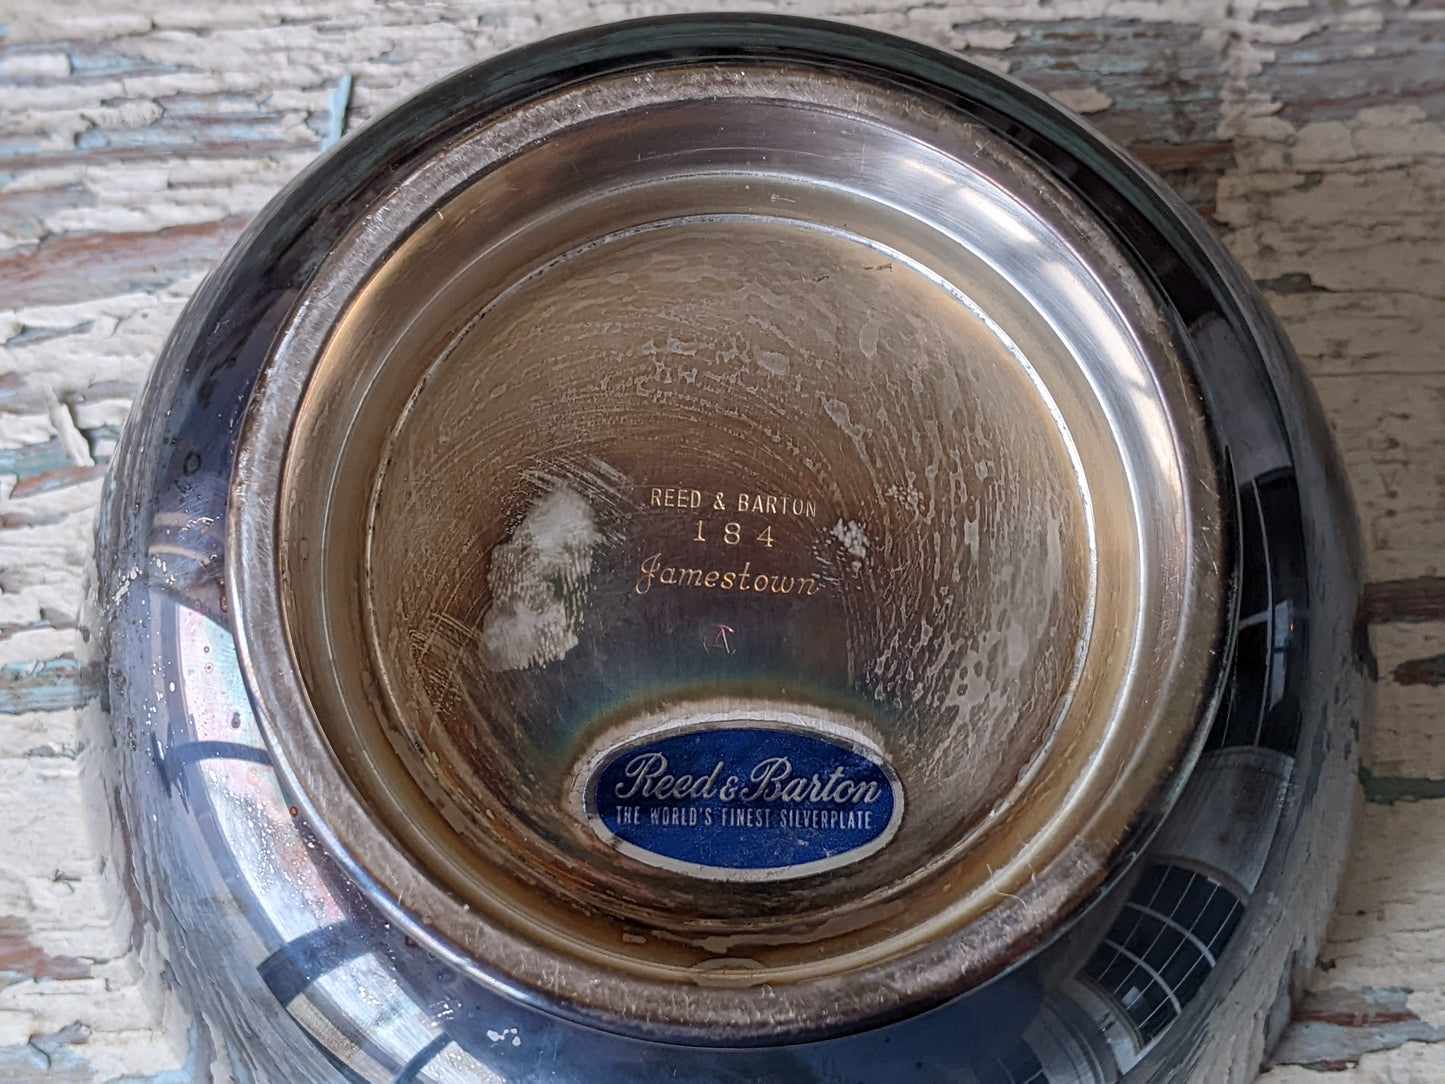 REED & BARTON
184
Jamestown
A
Reed & Barton
THE WORLD'S FINEST SILVERPLATE